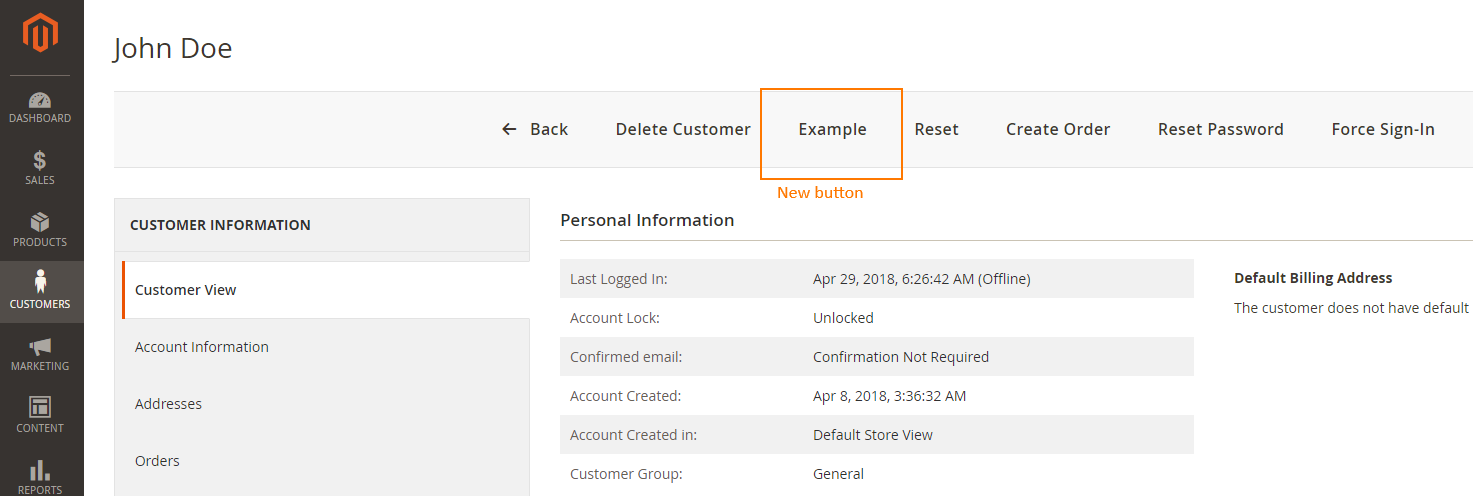 John Doe
DASHBOARD
SALES
PRODUCTS
CUSTOMERS
MARKETING
CONTENT
REPORTS
Back Delete Customer Example Reset Create Order Reset Password Force Sign-In
New button
CUSTOMER INFORMATION
Customer View
Account Information
Addresses
Orders
Personal Information
Last Logged In: Apr 29, 2018, 6:26:42 AM (Offline)
Account Lock: Unlocked
Confirmed email: Confirmation Not Required
Account Created: Apr 8, 2018, 3:36:32 AM
Account Created in: Default Store View
Customer Group: General
Default Billing Address
The customer does not have default